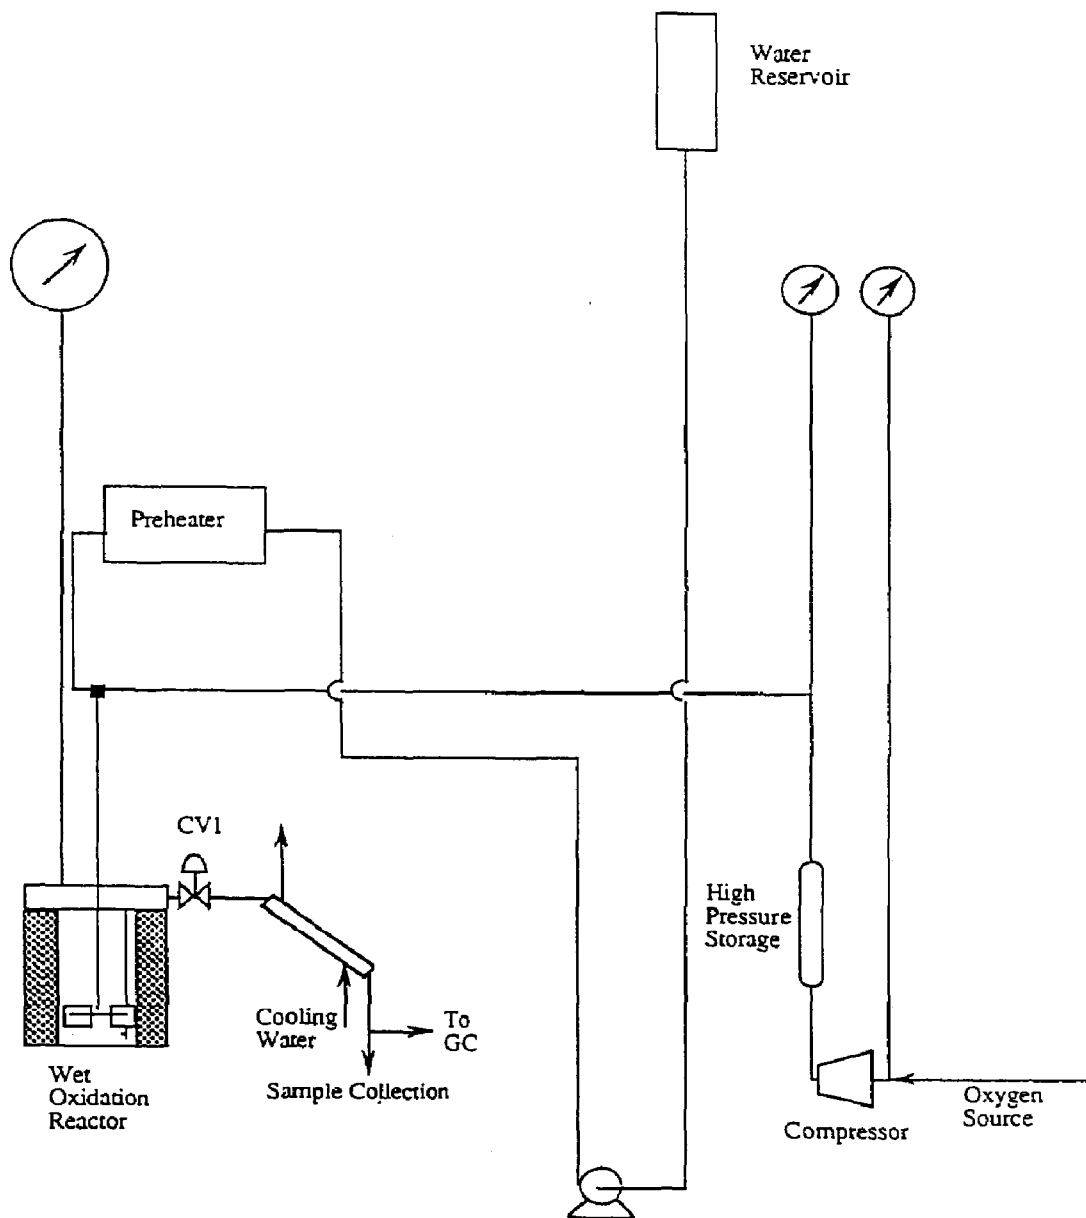 Water
Reservoir
Preheater
CV1
High
Pressure
Storage
Cooling
Water
To
GC
Sample Collection
Wet
Oxidation
Reactor
Oxygen
Source
Compressor